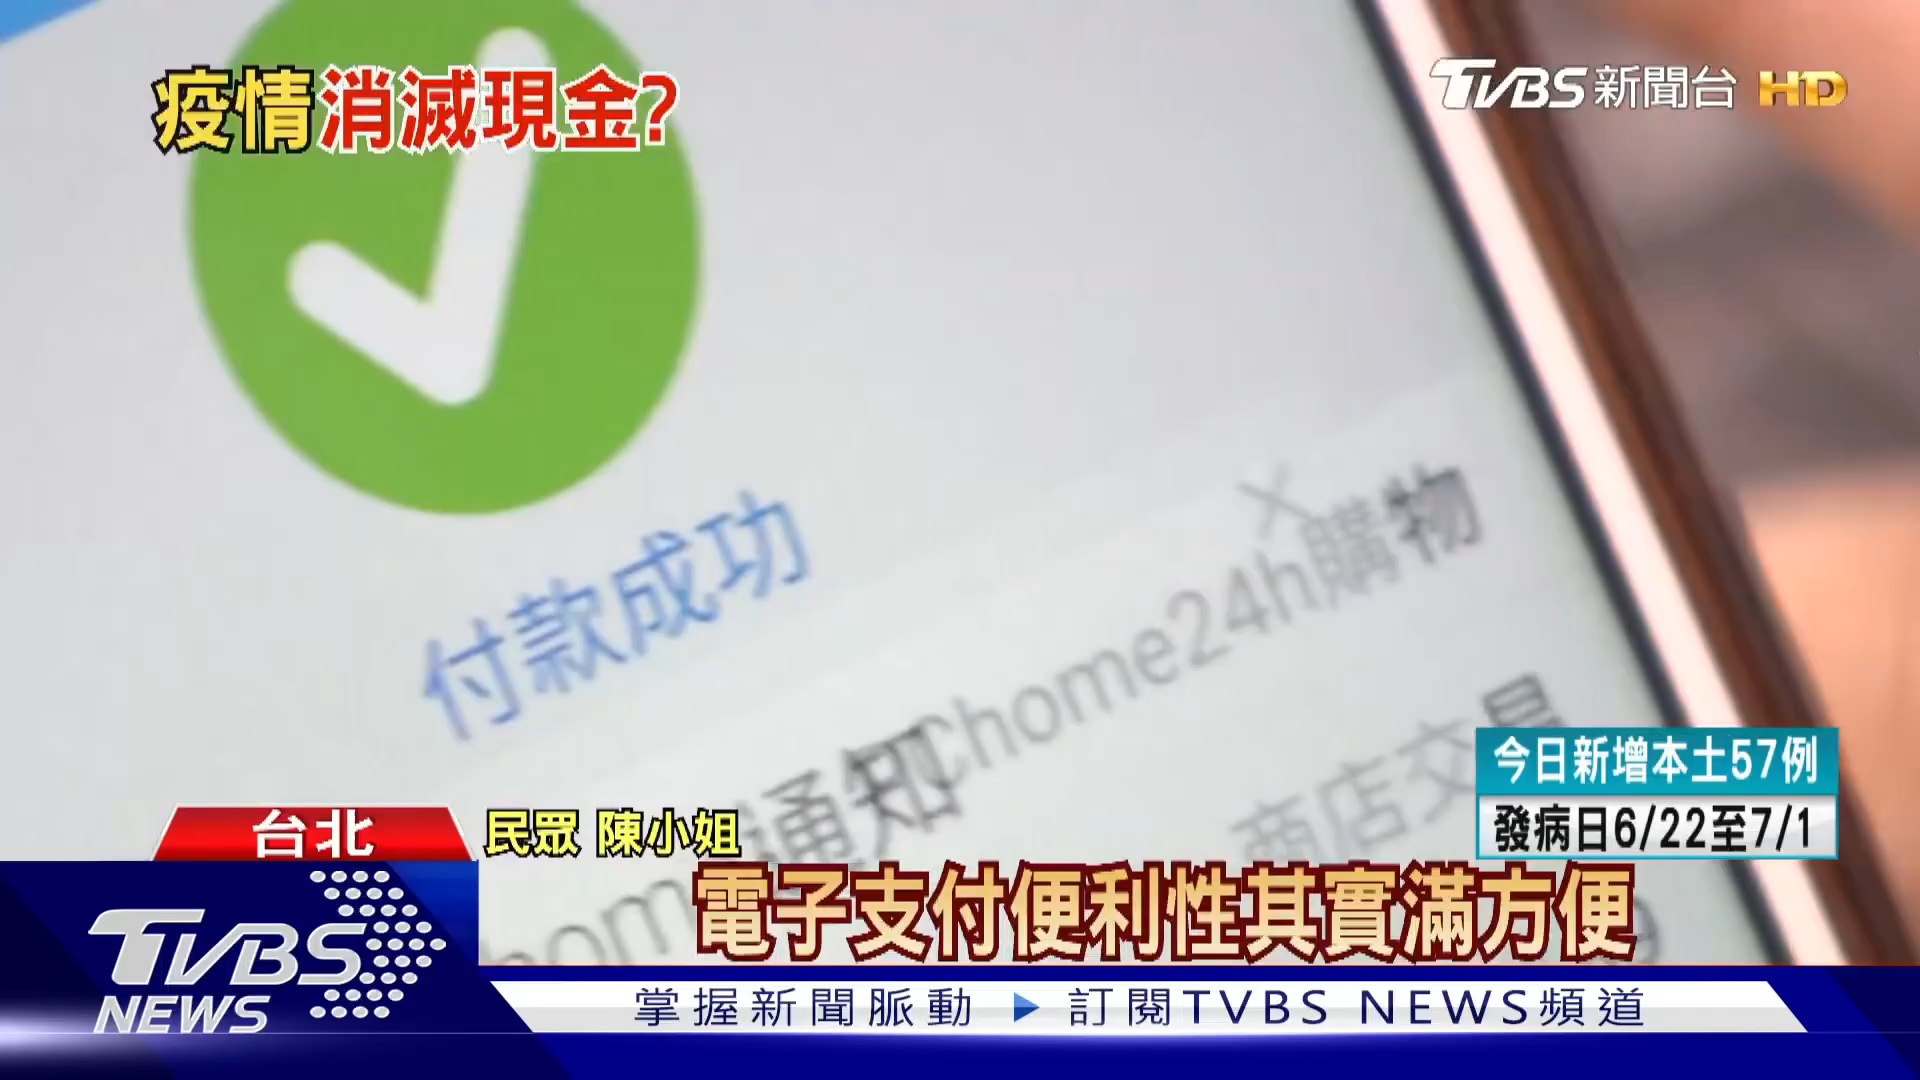 疫情消滅現金?
TVBS新聞台 HD
付款成功
PChome24h購物
通知
商店交易
今日新增本土57例
發病日6/22至7/1
台北
民眾 陳小姐
電子支付便利性其實滿方便
TVBS
NEWS
掌握新聞脈動 ▶ 訂閱TVBS NEWS頻道